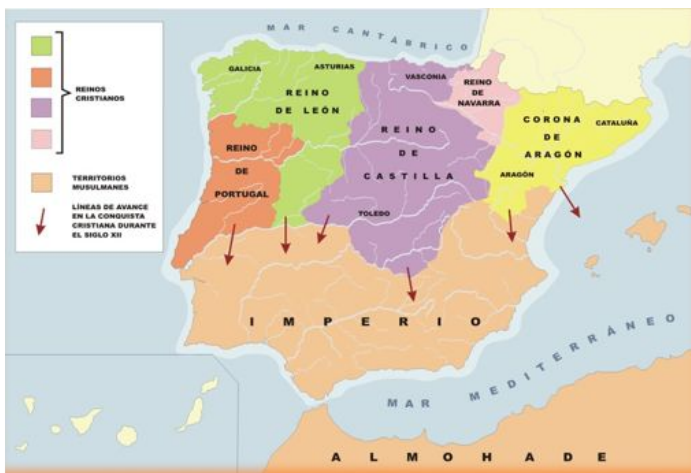 MAR CANTÁBRICO
REINOS
CRISTIANOS
TERRITORIOS
MUSULMANES
LÍNEAS DE AVANCE
EN LA CONQUISTA
CRISTIANA DURANTE
EL SIGLO XII
GALICIA
ASTURIAS
REINO
DE LEÓN
VASCONIA
REINO
DE
NAVARRA
CORONA
DE
ARAGÓN
CATALUÑA
ARAGÓN
REINO
DE
CASTILLA
TOLEDO
REINO
DE
PORTUGAL
IMPERIO
MAR MEDITERRÁNEO
ALMOHADE